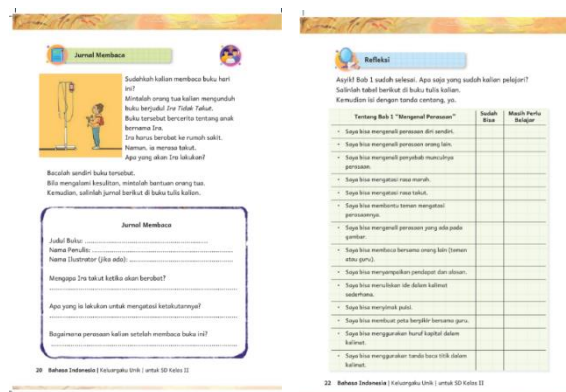 Jurnal Membaca
Sudahkah kalian membaca buku hari
ini?
Mintalah orang tua kalian mengunduh
buku berjudul Ira Tidak Takut.
Buku tersebut bercerita tentang anak
bernama Ira.
Ira harus berobat ke rumah sakit.
Namun, ia merasa takut.
Apa yang akan Ira lakukan?
Bacalah sendiri buku tersebut.
Bila mengalami kesulitan, mintalah bantuan orang tua.
Kemudian, salinlah jurnal berikut di buku tulis kalian.
Jurnal Membaca
Judul Buku: ................................................
Nama Penulis: ................................................
Nama Ilustrator (jika ada): ................................................
Mengapa Ira takut ketika akan berobat?
................................................
Apa yang ia lakukan untuk mengatasi ketakutannya?
................................................
Bagaimana perasaan kalian setelah membaca buku ini?
................................................
20 Bahasa Indonesia | Keluargaku Unik | untuk SD Kelas II
Refleksi
Asyik! Bab 1 sudah selesai. Apa saja yang sudah kalian pelajari?
Salinlah tabel berikut di buku tulis kalian.
Kemudian isi dengan tanda centang, ya.
Tentang Bab 1 "Mengenal Perasaan" Sudah Bisa Masih Perlu Belajar
• Saya bisa mengenali perasaan diri sendiri.
• Saya bisa mengenali perasaan orang lain.
• Saya bisa mengenali penyebab munculnya
perasaan.
• Saya bisa mengatasi rasa marah.
• Saya bisa mengatasi rasa takut.
• Saya bisa membantu teman mengatasi
perasaannya.
• Saya bisa mengenali perasaan yang ada pada
gambar.
• Saya bisa membaca bersama orang lain (teman
atau guru).
• Saya bisa menyampaikan pendapat dan alasan.
• Saya bisa menuliskan ide dalam kalimat
sederhana.
• Saya bisa menyimak puisi.
• Saya bisa membuat peta berpikir bersama guru.
• Saya bisa menggunakan huruf kapital dalam
kalimat.
• Saya bisa menggunakan tanda baca titik dalam
kalimat.
22 Bahasa Indonesia | Keluargaku Unik | untuk SD Kelas II